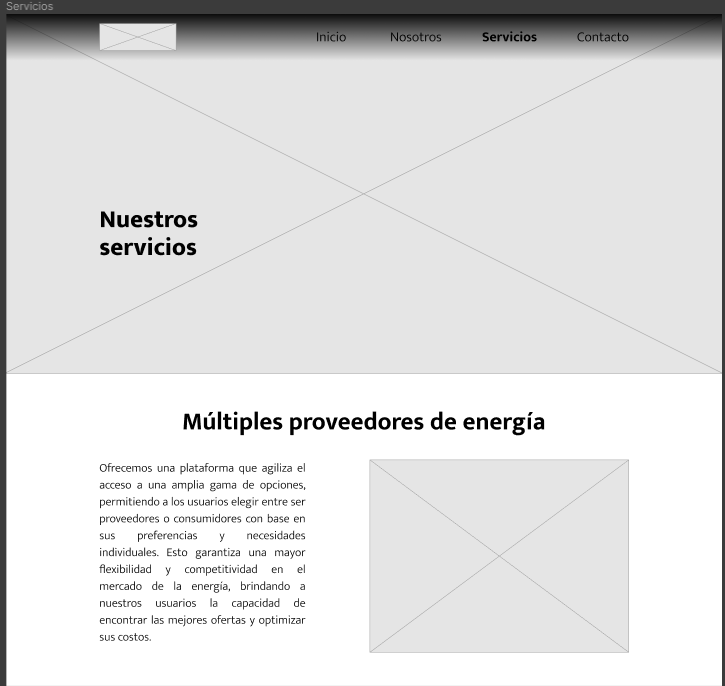 Servicios
Inicio Nosotros Servicios Contacto
Nuestros
servicios
Múltiples proveedores de energía
Ofrecemos una plataforma que agiliza el
acceso a una amplia gama de opciones,
permitiendo a los usuarios elegir entre ser
proveedores o consumidores con base en
sus preferencias y necesidades
individuales. Esto garantiza una mayor
flexibilidad y competitividad en el
mercado de la energía, brindando a
nuestros usuarios la capacidad de
encontrar las mejores ofertas y optimizar
sus costos.